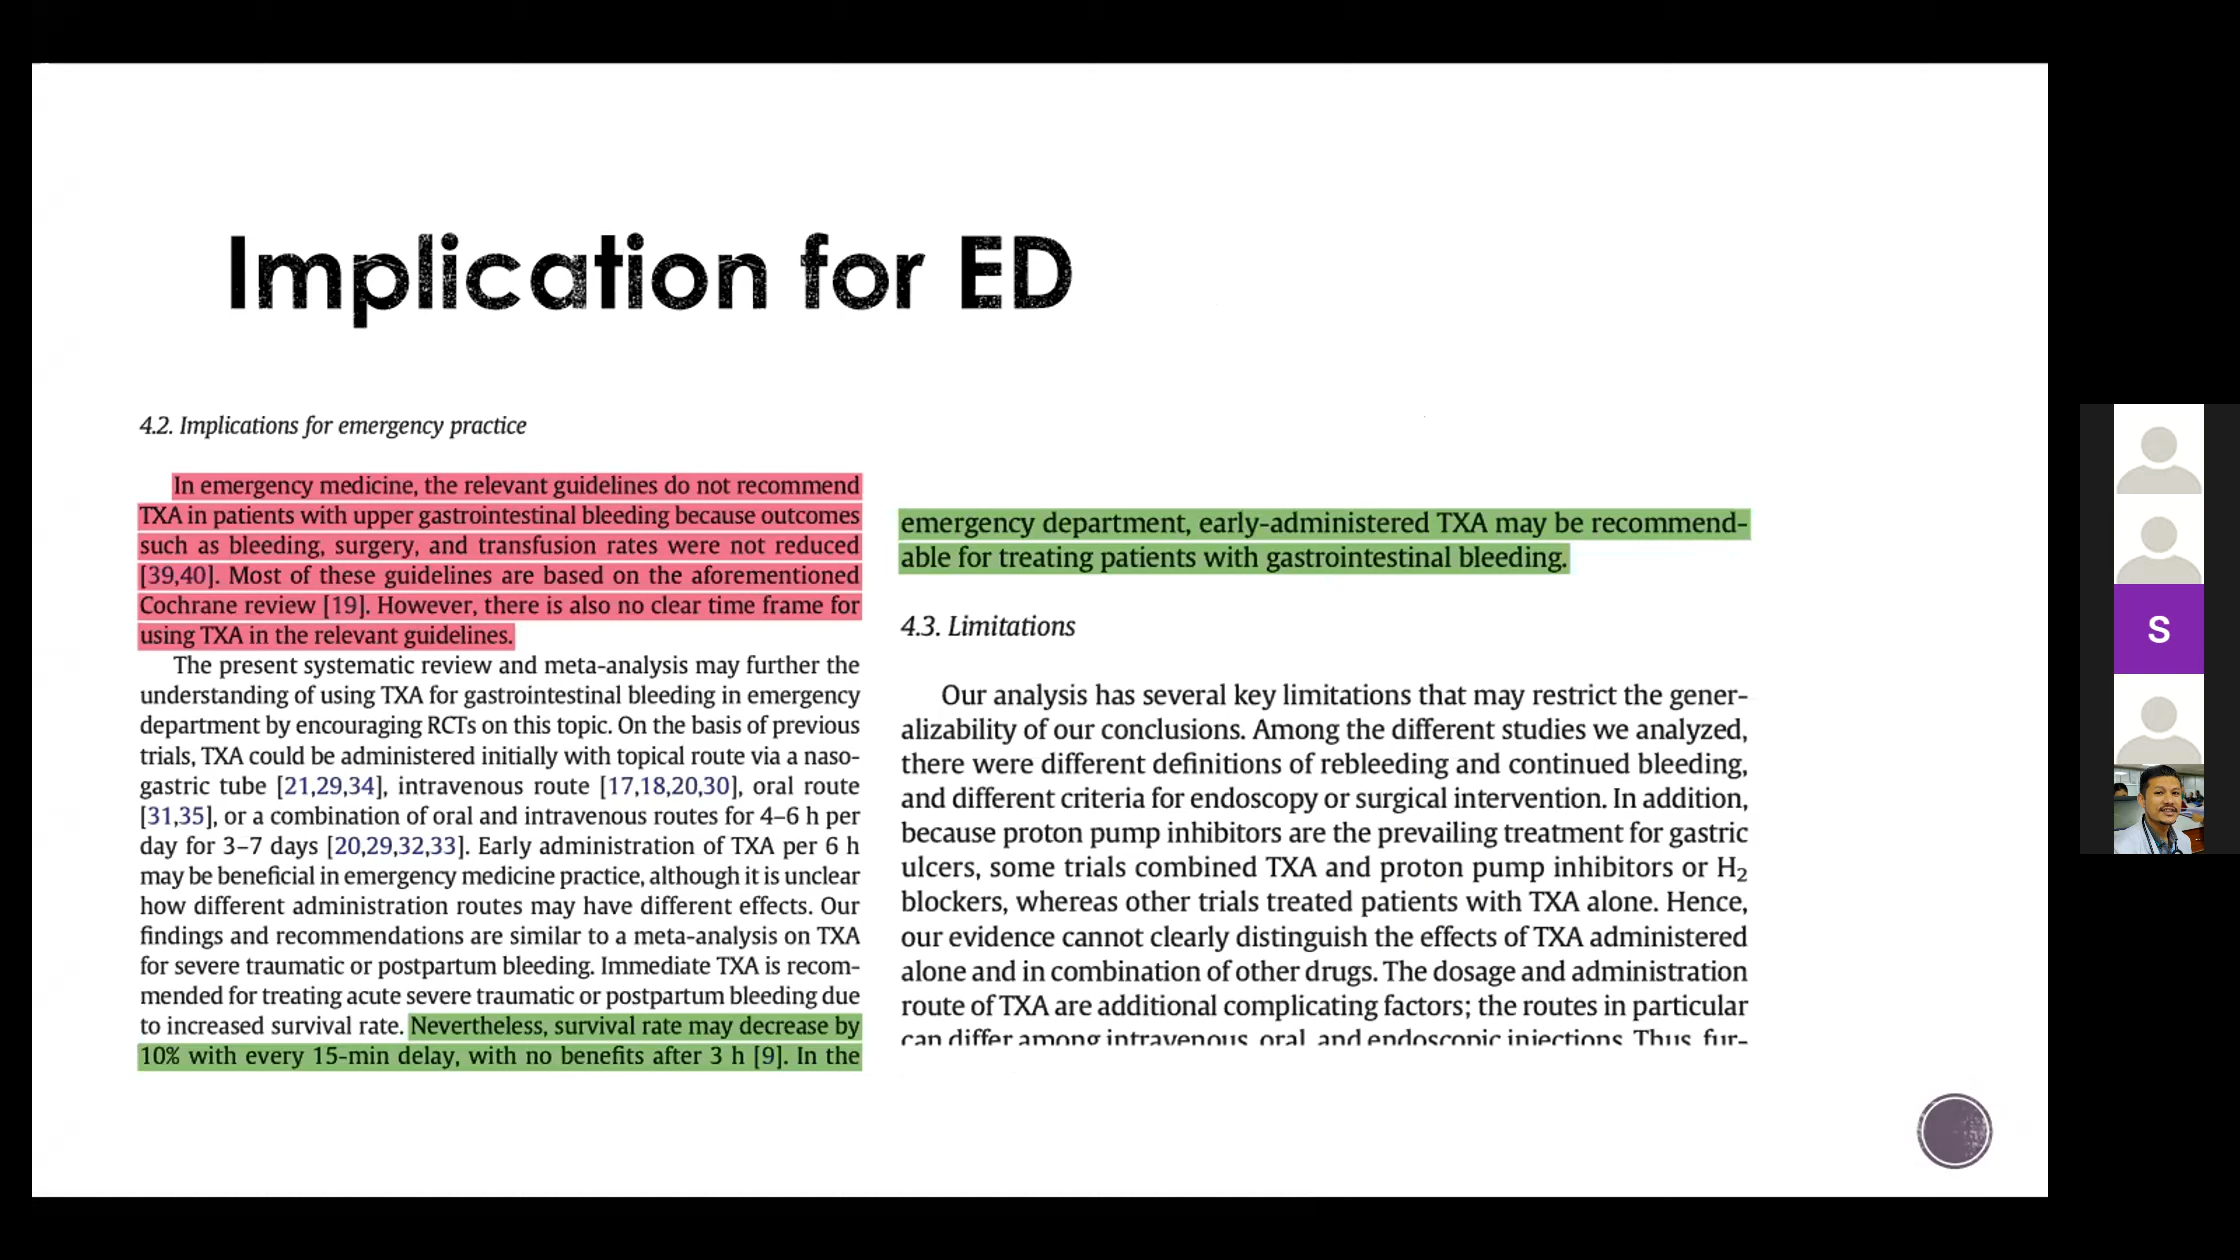 Implication for ED
4.2. Implications for emergency practice
In emergency medicine, the relevant guidelines do not recommend
TXA in patients with upper gastrointestinal bleeding because outcomes
such as bleeding, surgery, and transfusion rates were not reduced
[39,40]. Most of these guidelines are based on the aforementioned
Cochrane review [19]. However, there is also no clear time frame for
using TXA in the relevant guidelines.
The present systematic review and meta-analysis may further the
understanding of using TXA for gastrointestinal bleeding in emergency
department by encouraging RCTs on this topic. On the basis of previous
trials, TXA could be administered initially with topical route via a naso-
gastric tube [21,29,34], intravenous route [17,18,20,30], oral route
[31,35], or a combination of oral and intravenous routes for 4–6 h per
day for 3–7 days [20,29,32,33]. Early administration of TXA per 6 h
may be beneficial in emergency medicine practice, although it is unclear
how different administration routes may have different effects. Our
findings and recommendations are similar to a meta-analysis on TXA
for severe traumatic or postpartum bleeding. Immediate TXA is recom-
mended for treating acute severe traumatic or postpartum bleeding due
to increased survival rate. Nevertheless, survival rate may decrease by
10% with every 15-min delay, with no benefits after 3 h [9]. In the
emergency department, early-administered TXA may be recommend-
able for treating patients with gastrointestinal bleeding.
4.3. Limitations
Our analysis has several key limitations that may restrict the gener-
alizability of our conclusions. Among the different studies we analyzed,
there were different definitions of rebleeding and continued bleeding,
and different criteria for endoscopy or surgical intervention. In addition,
because proton pump inhibitors are the prevailing treatment for gastric
ulcers, some trials combined TXA and proton pump inhibitors or H₂
blockers, whereas other trials treated patients with TXA alone. Hence,
our evidence cannot clearly distinguish the effects of TXA administered
alone and in combination of other drugs. The dosage and administration
route of TXA are additional complicating factors; the routes in particular
can differ among intravenous, oral, and endoscopic injections. Thus, fur-
S